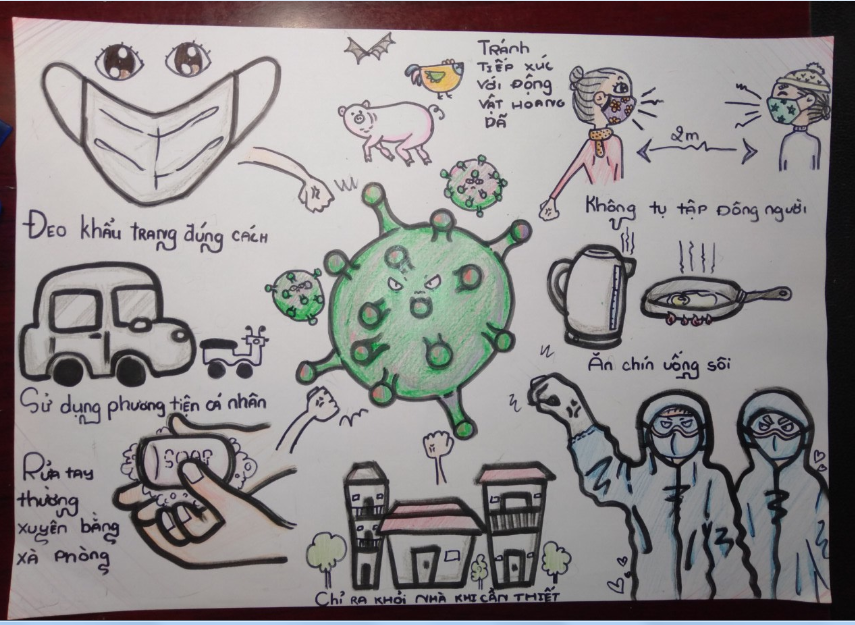 Tránh
tiếp xúc
với động
vật hoang
dã
2m
Đeo khẩu trang đúng cách
Không tụ tập đông người
Ăn chín uống sôi
Sử dụng phương tiện cá nhân
SOAP
Rửa tay
thường
xuyên bằng
xà phòng
Chỉ ra khỏi nhà khi cần thiết